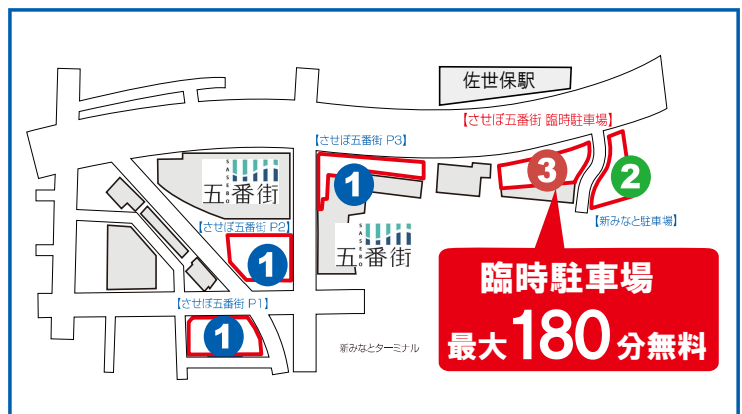 佐世保駅
【させぼ五番街 臨時駐車場】
【させぼ五番街 P3】
SASEBO
五番街
1
3
2
【させぼ五番街 P2】
【新みなと駐車場】
SASEBO
五番街
1
臨時駐車場
【させぼ五番街 P1】
最大180分無料
1
新みなとターミナル